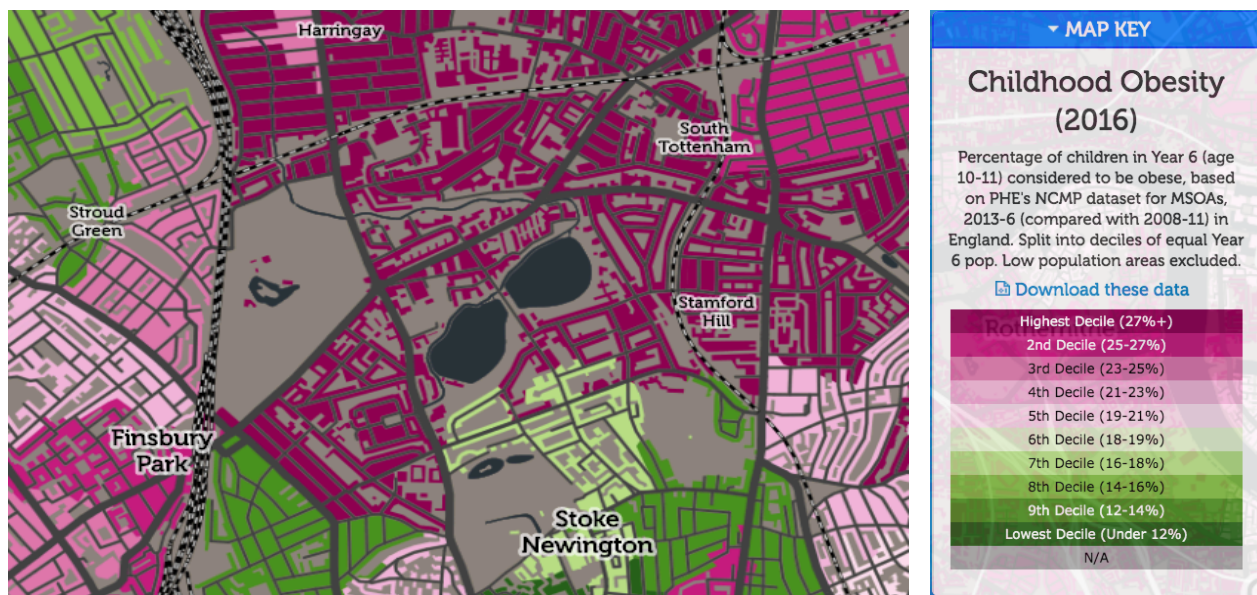 Harringay
South
Tottenham
Stroud
Green
Stamford
Hill
Finsbury
Park
Stoke
Newington
MAP KEY
Childhood Obesity
(2016)
Percentage of children in Year 6 (age
10-11) considered to be obese, based
on PHE's NCMP dataset for MSOAs,
2013-6 (compared with 2008-11) in
England. Split into deciles of equal Year
6 pop. Low population areas excluded.
Download these data
Highest Decile (27%+)
2nd Decile (25-27%)
3rd Decile (23-25%)
4th Decile (21-23%)
5th Decile (19-21%)
6th Decile (18-19%)
7th Decile (16-18%)
8th Decile (14-16%)
9th Decile (12-14%)
Lowest Decile (Under 12%)
N/A